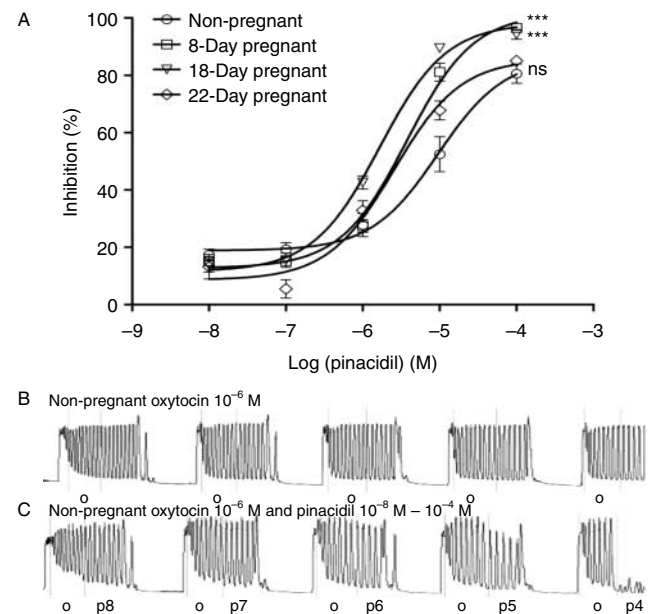 A
100
80
60
40
20
0
Inhibition (%)
Non-pregnant
8-Day pregnant
18-Day pregnant
22-Day pregnant
***
***
ns
–9 –8 –7 –6 –5 –4 –3
Log (pinacidil) (M)
B Non-pregnant oxytocin 10⁻⁶ M
o o o o o
C Non-pregnant oxytocin 10⁻⁶ M and pinacidil 10⁻⁸ M – 10⁻⁴ M
o p8 o p7 o p6 o p5 o p4